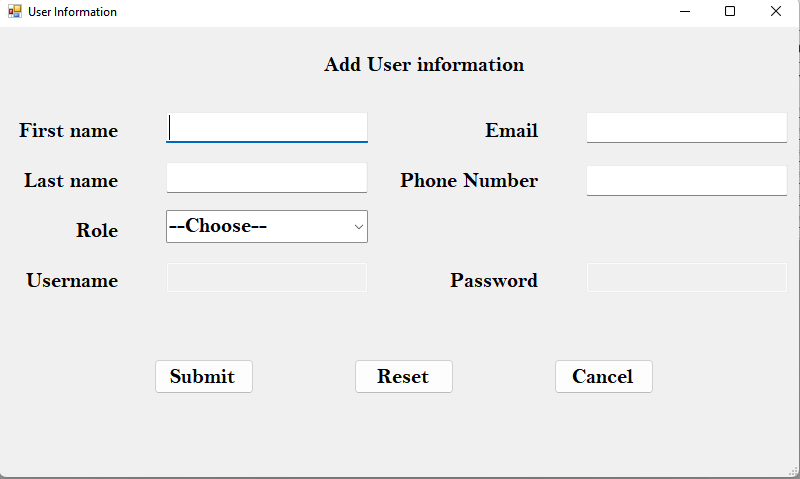 User Information
Add User information
First name
Email
Last name
Phone Number
Role
--Choose--
Username
Password
Submit
Reset
Cancel